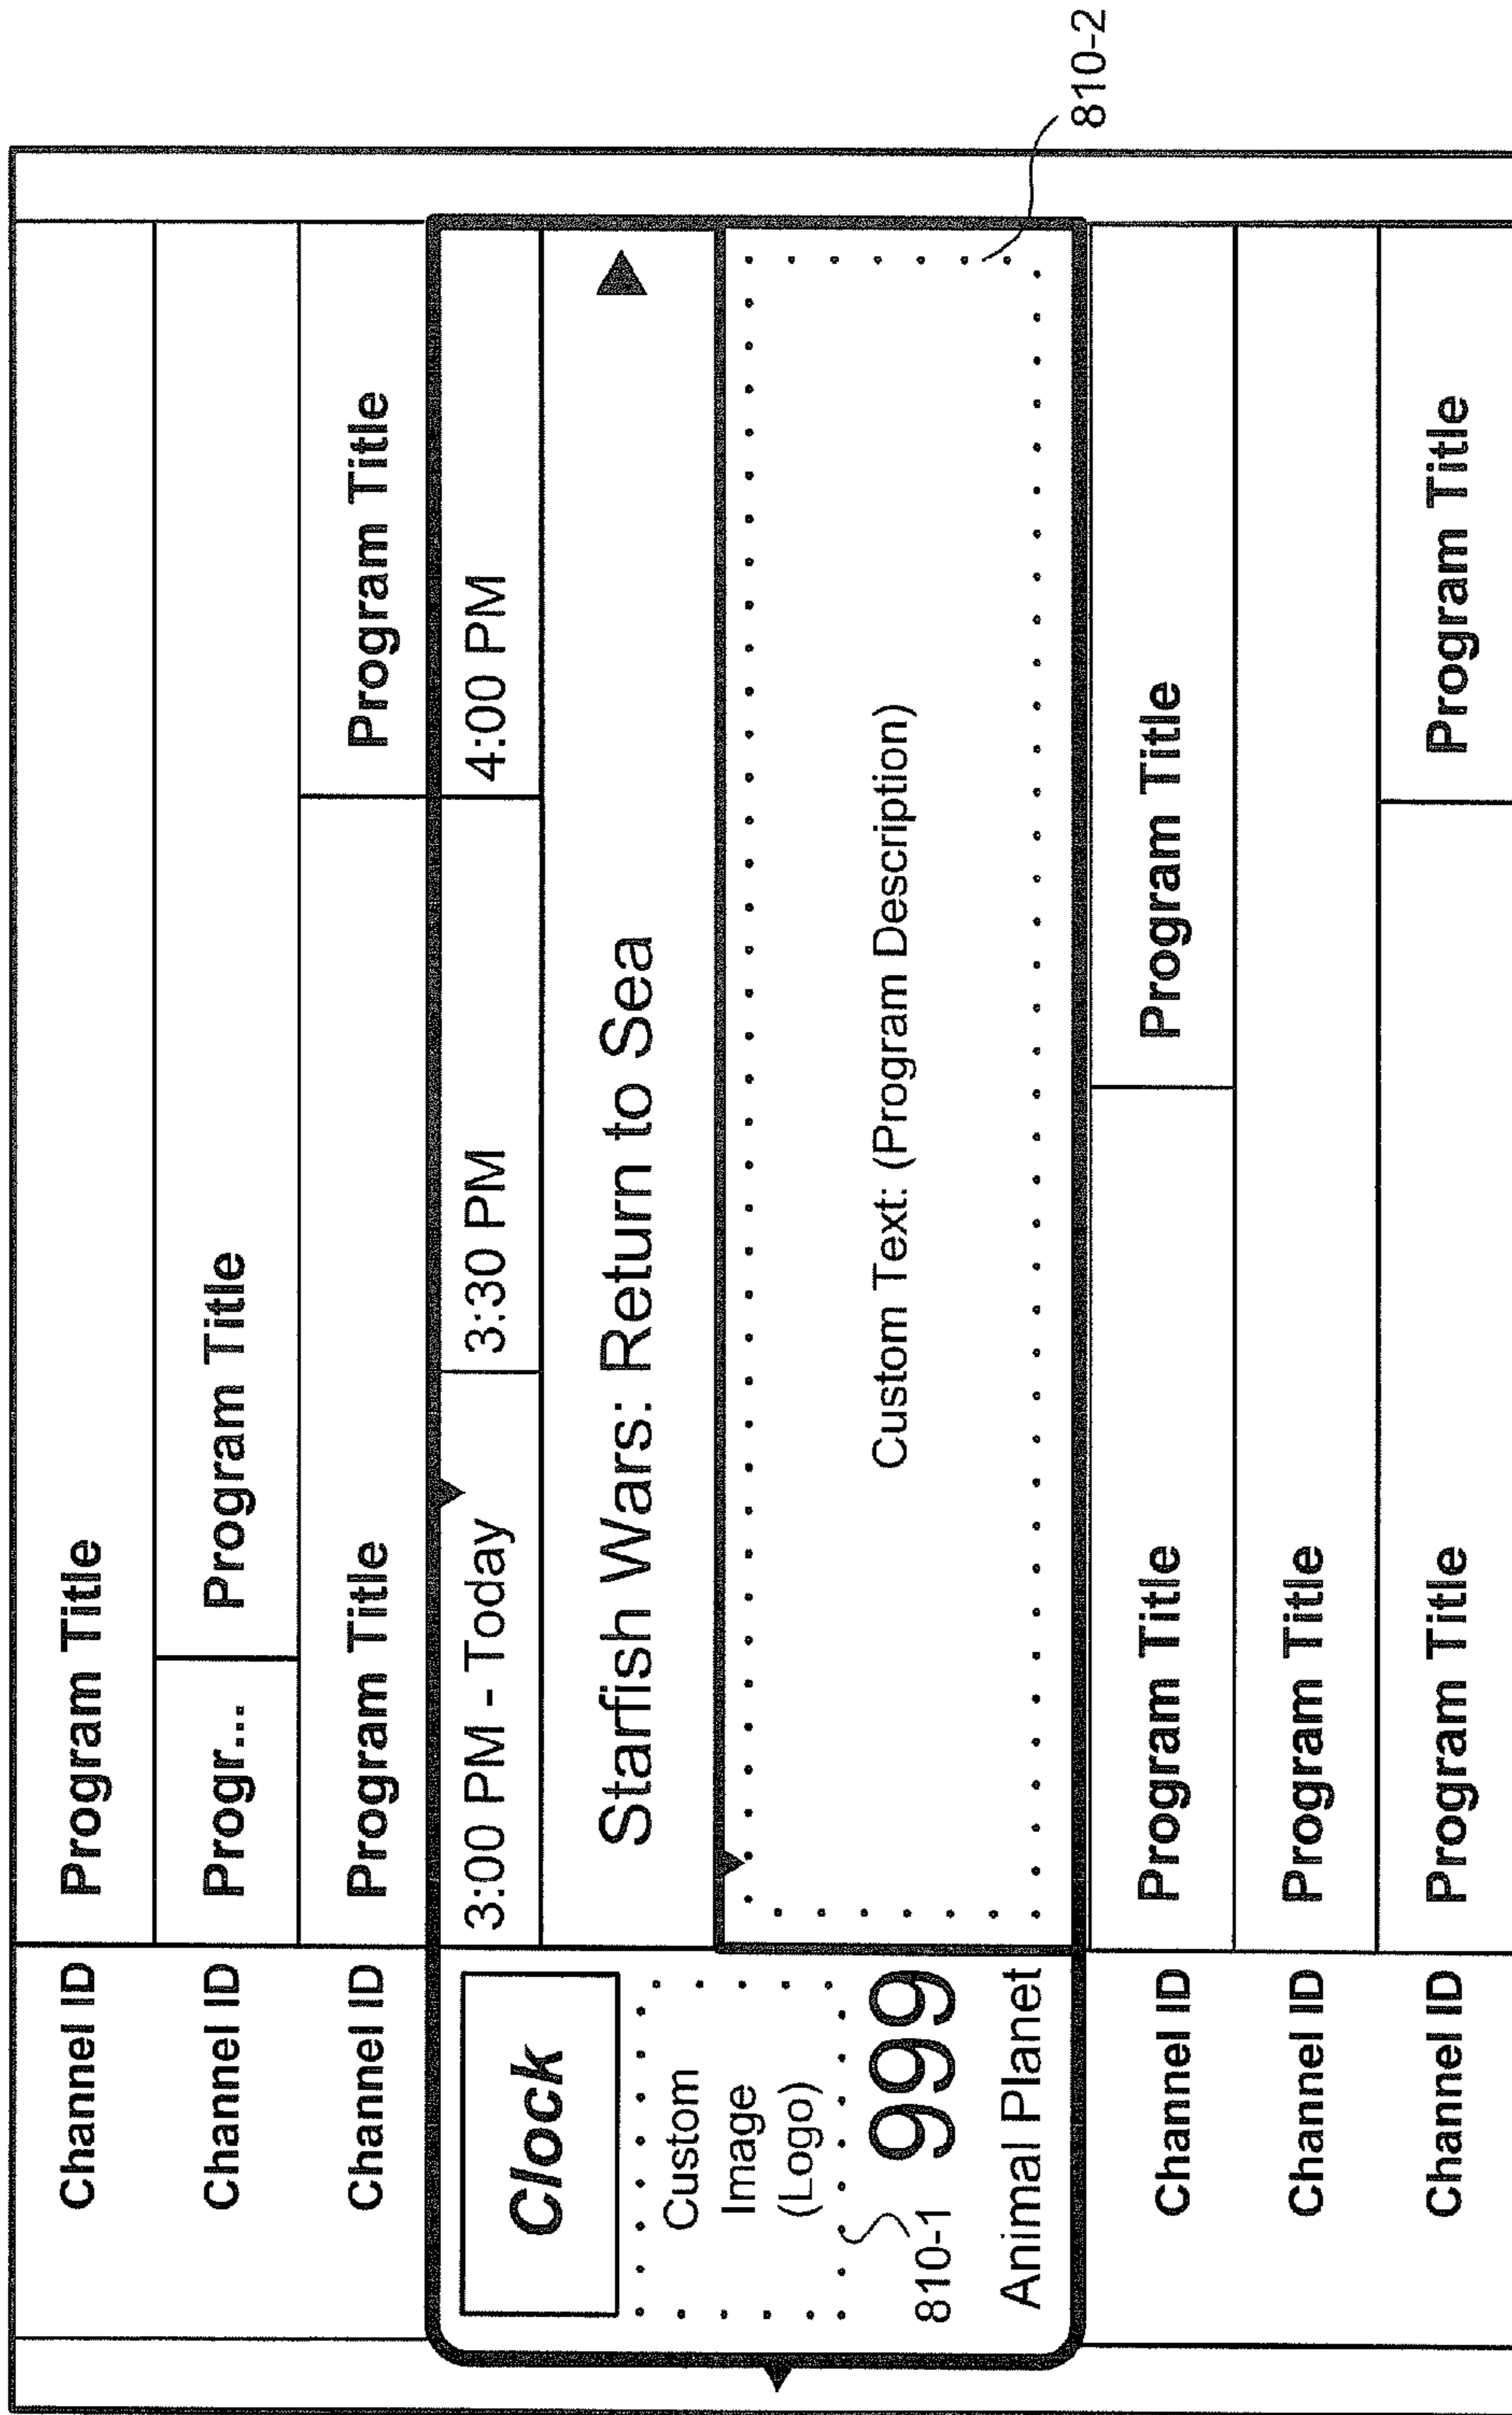 Channel ID Program Title
Channel ID Progr... Program Title
Channel ID Program Title Program Title
Clock 3:00 PM - Today 3:30 PM 4:00 PM
Starfish Wars: Return to Sea
Custom
Image
(Logo)
810-1 999
Animal Planet
Custom Text: (Program Description)
810-2
Channel ID Program Title Program Title
Channel ID Program Title
Channel ID Program Title Program Title